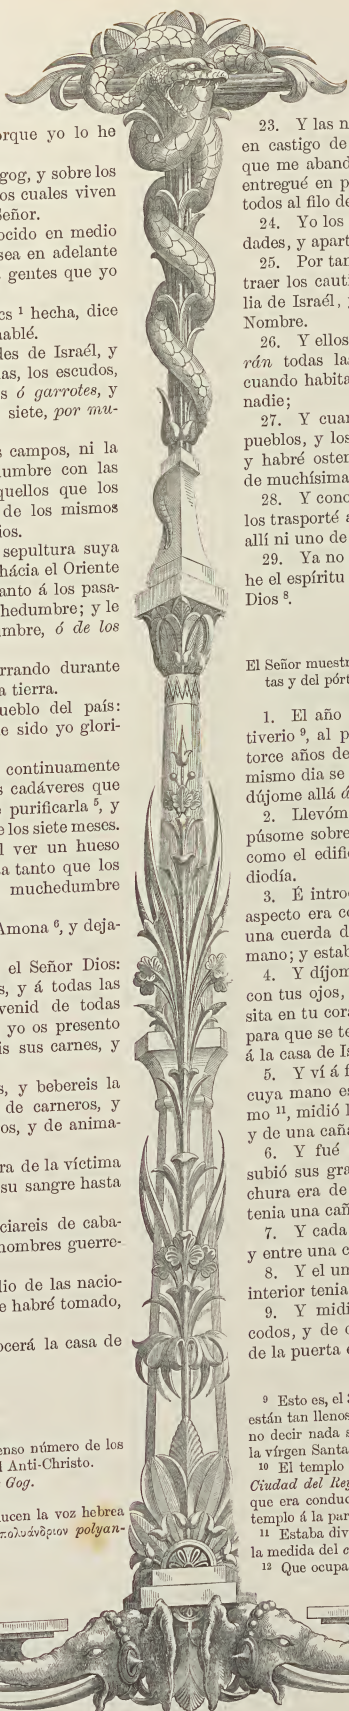 orque yo lo he
gog, y sobre los
os cuales viven
Señor.
ocido en medio
sea en adelante
gentes que yo
cs ¹ hecha, dice
hablé.
des de Israél, y
as, los escudos,
s ó garrotes, y
siete, por mu-
s campos, ni la
lumbre con las
quellos que los
de los mismos
ios.
sepultura suya
hácia el Oriente
anto á los pasa-
hedumbre; y le
mbre, ó de los
rrando durante
a tierra.
ueblo del país:
e sido yo glori-
continuamente
s cadáveres que
purificarla ⁵, y
e los siete meses.
l ver un hueso
a tanto que los
muchedumbre
Amona ⁶, y deja-
el Señor Dios:
s, y á todas las
venid de todas
yo os presento
is sus carnes, y
s, y bebereis la
de carneros, y
os, y de anima-
ra de la víctima
su sangre hasta
ciareis de caba-
hombres guerre-
dio de las nacio-
e habré tomado,
ocerá la casa de
enso número de los
l Anti-Christo.
Gog.
ducen la voz hebrea
πολυάνδριον polyan-
23. Y las n
en castigo de
que me aband
entregué en p
todos al filo de
24. Yo los
dades, y apart
25. Por tan
traer los caut
lia de Israél,
Nombre.
26. Y ellos
rán todas la
cuando habita
nadie;
27. Y cuan
pueblos, y los
y habré osten
de muchísima
28. Y cono
los trasporté a
allí ni uno de
29. Ya no
he el espíritu
Dios ⁸.
El Señor muestr
tas y del pórt
1. El año
tiverio ⁹, al p
torce años de
mismo dia se
dújome allá á
2. Llevóm
púsome sobre
como el edific
diodía.
3. É introd
aspecto era co
una cuerda d
mano; y estab
4. Y díjom
con tus ojos,
sita en tu cora
para que se te
á la casa de Is
5. Y ví á f
cuya mano es
mo ¹¹, midió l
y de una caña
6. Y fué
subió sus gra
chura era de
tenia una cañ
7. Y cada
y entre una c
8. Y el um
interior tenia
9. Y midi
codos, y de
de la puerta
9 Esto es, el
están tan llenos
no decir nada s
la vírgen Santa
10 El templo
Ciudad del Rey
que era conduc
templo á la par
11 Estaba div
la medida del c
12 Que ocupa